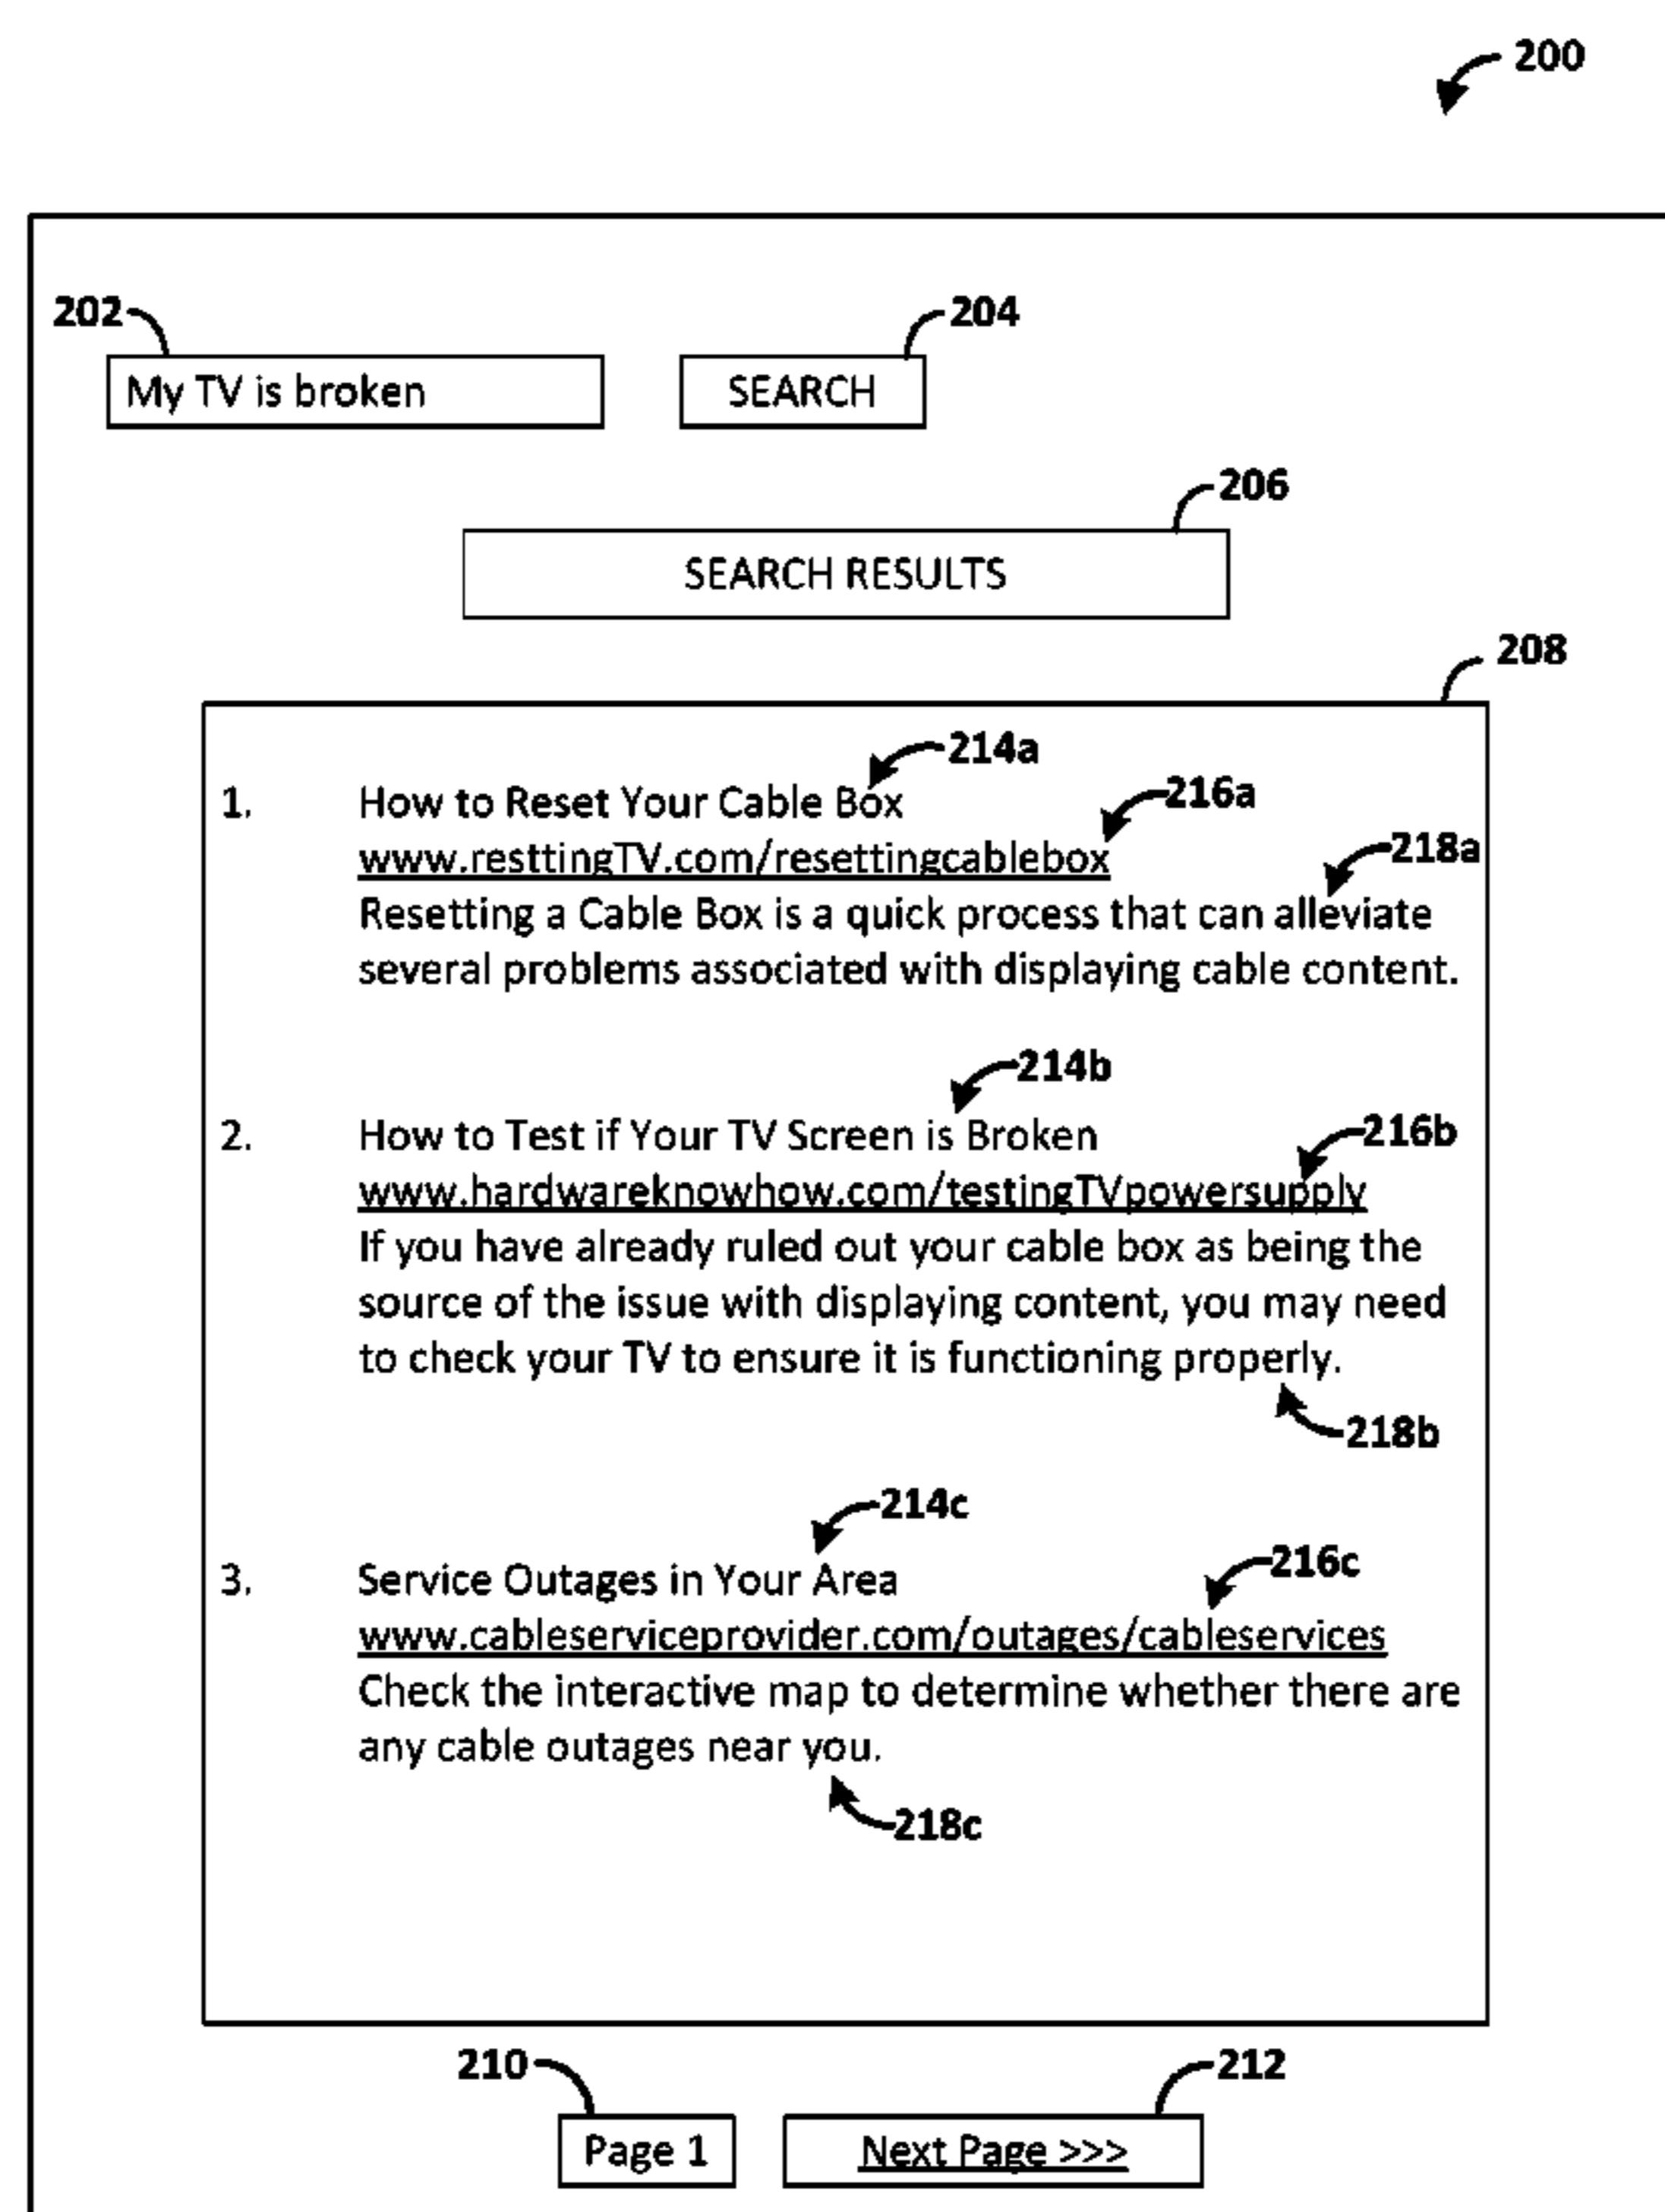 200
202
204
My TV is broken
SEARCH
206
SEARCH RESULTS
208
214a
1. How to Reset Your Cable Box
216a
www.resttingTV.com/resettingcablebox
218a
Resetting a Cable Box is a quick process that can alleviate
several problems associated with displaying cable content.
214b
2. How to Test if Your TV Screen is Broken
216b
www.hardwareknowhow.com/testingTVpowersupply
If you have already ruled out your cable box as being the
source of the issue with displaying content, you may need
to check your TV to ensure it is functioning properly.
218b
214c
3. Service Outages in Your Area
216c
www.cableserviceprovider.com/outages/cableservices
Check the interactive map to determine whether there are
any cable outages near you.
218c
210
212
Page 1
Next Page >>>